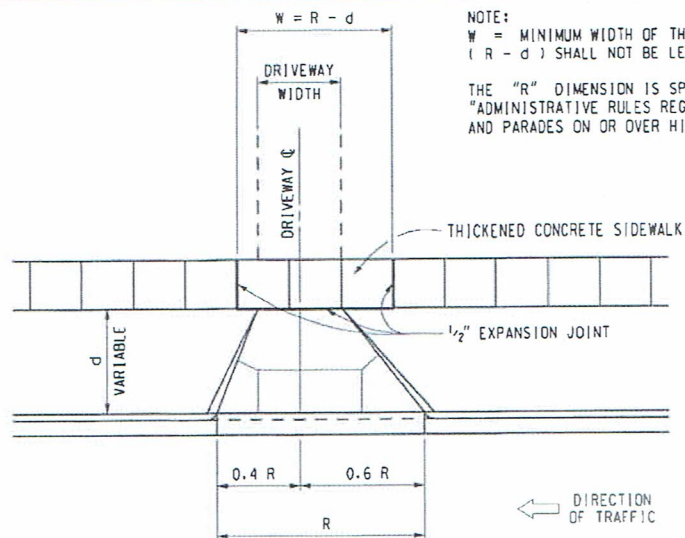 W = R - d
NOTE:
W = MINIMUM WIDTH OF TH
( R - d ) SHALL NOT BE LE
THE "R" DIMENSION IS SP
"ADMINISTRATIVE RULES REG
AND PARADES ON OR OVER HI
DRIVEWAY
WIDTH
DRIVEWAY ℄
THICKENED CONCRETE SIDEWALK
1/2" EXPANSION JOINT
d
VARIABLE
0.4 R
0.6 R
R
DIRECTION
OF TRAFFIC